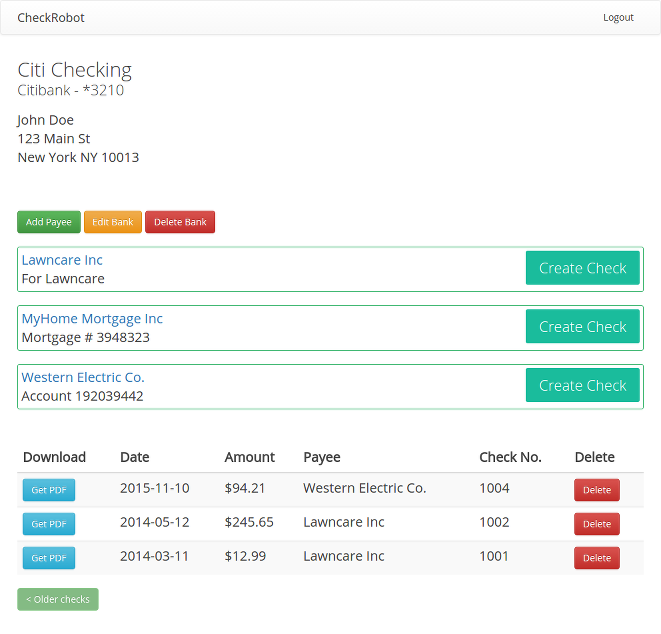 CheckRobot Logout
Citi Checking
Citibank - *3210
John Doe
123 Main St
New York NY 10013
Add Payee Edit Bank Delete Bank
Lawncare Inc
For Lawncare
Create Check
MyHome Mortgage Inc
Mortgage # 3948323
Create Check
Western Electric Co.
Account 192039442
Create Check
Download Date Amount Payee Check No. Delete
Get PDF 2015-11-10 $94.21 Western Electric Co. 1004 Delete
Get PDF 2014-05-12 $245.65 Lawncare Inc 1002 Delete
Get PDF 2014-03-11 $12.99 Lawncare Inc 1001 Delete
< Older checks